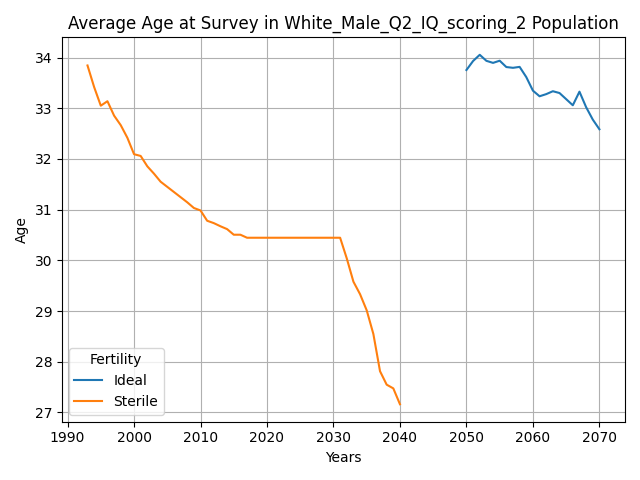 Average Age at Survey in White_Male_Q2_IQ_scoring_2 Population
34
33
32
31
30
29
28
27
Age
Fertility
Ideal
Sterile
1990 2000 2010 2020 2030 2040 2050 2060 2070
Years